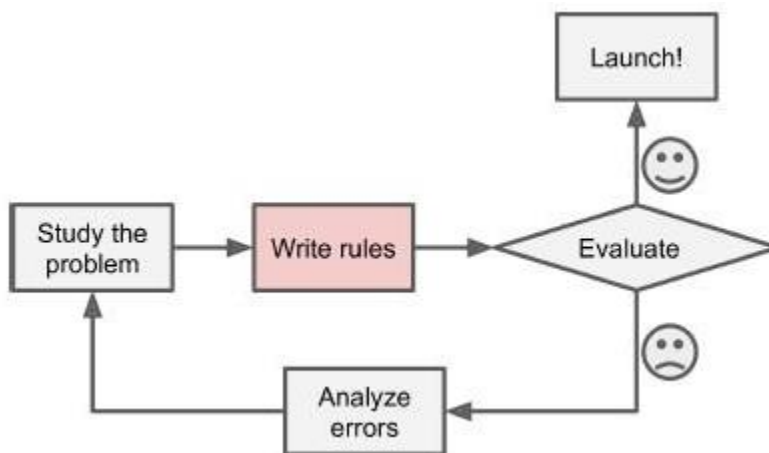 Launch!
Study the
problem
Write rules
Evaluate
Analyze
errors